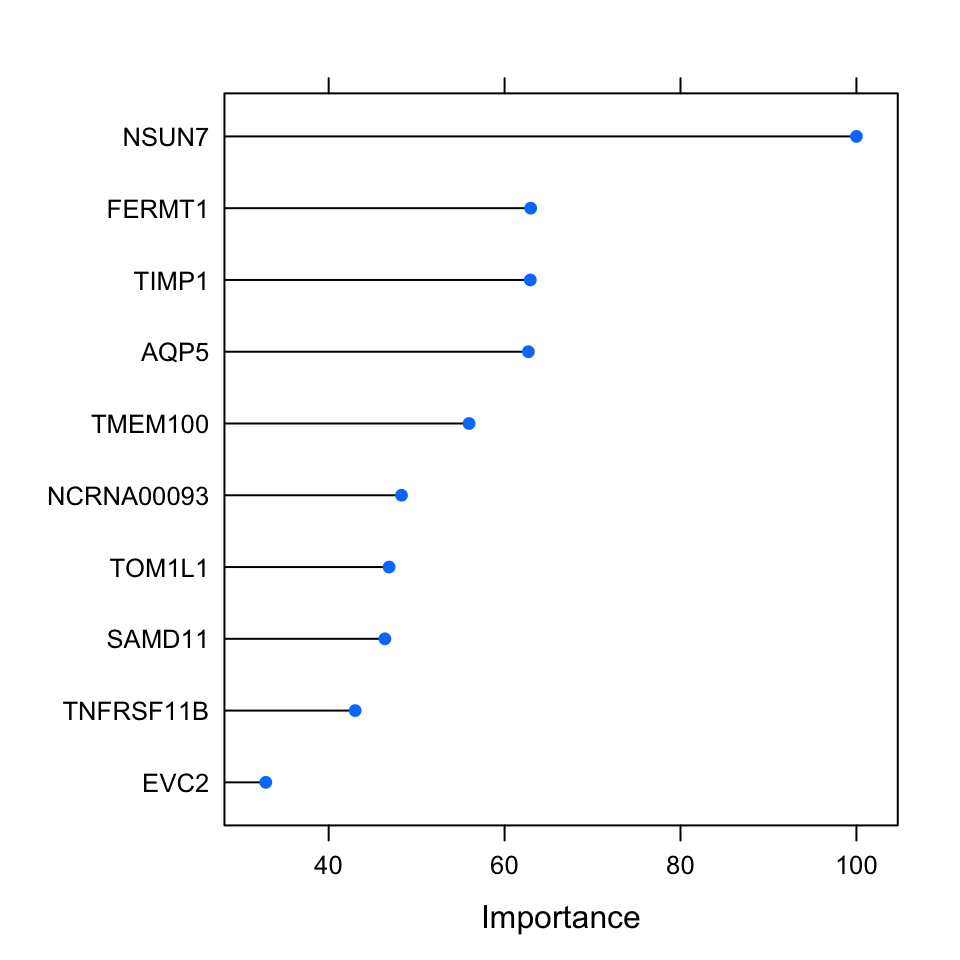 NSUN7
FERMT1
TIMP1
AQP5
TMEM100
NCRNA00093
TOM1L1
SAMD11
TNFRSF11B
EVC2
40 60 80 100
Importance